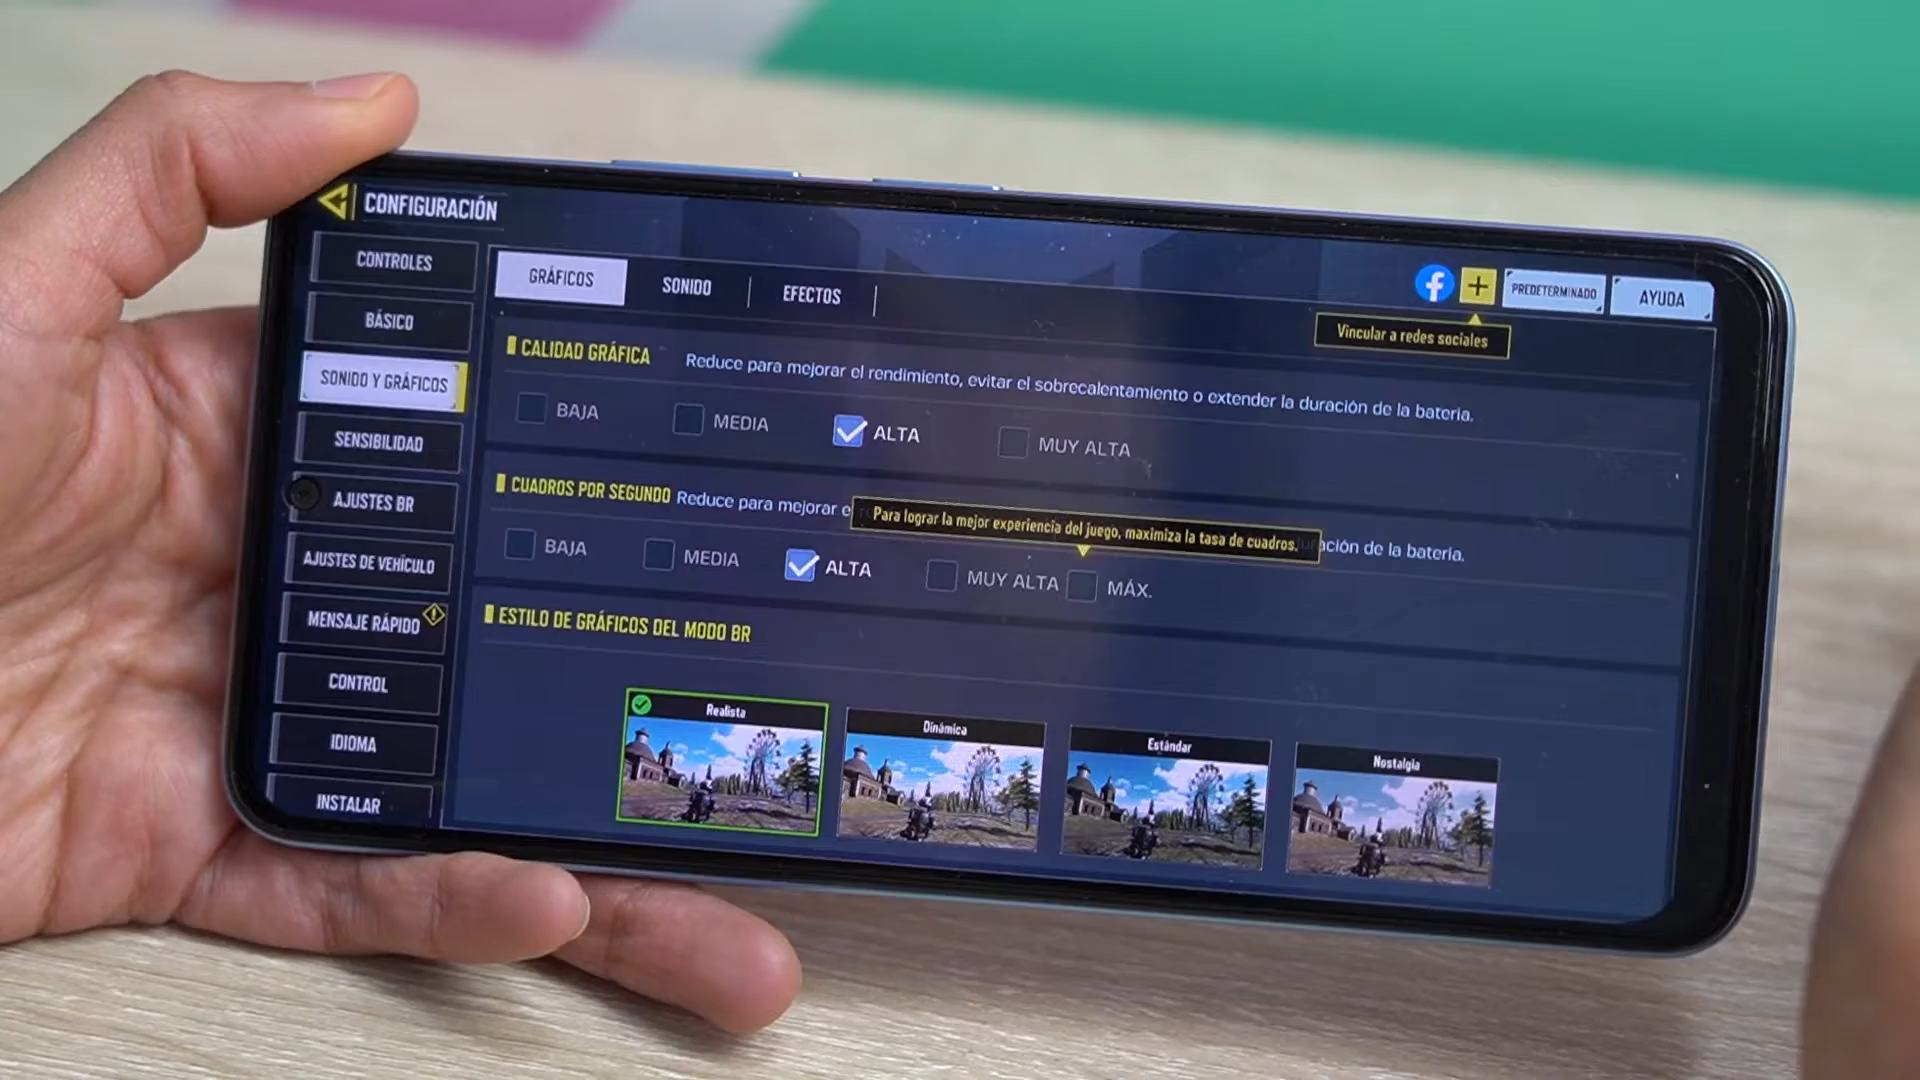 CONFIGURACIÓN
CONTROLES
BÁSICO
SONIDO Y GRÁFICOS
SENSIBILIDAD
AJUSTES BR
AJUSTES DE VEHÍCULO
MENSAJE RÁPIDO
CONTROL
IDIOMA
INSTALAR
GRÁFICOS
SONIDO
EFECTOS
PREDETERMINADO
AYUDA
Vincular a redes sociales
CALIDAD GRÁFICA Reduce para mejorar el rendimiento, evitar el sobrecalentamiento o extender la duración de la bateria.
BAJA MEDIA ALTA MUY ALTA
CUADROS POR SEGUNDO Reduce para mejorar e
ación de la bateria.
Para lograr la mejor experiencia del juego, maximiza la tasa de cuadros.
BAJA MEDIA ALTA MUY ALTA MÁX.
ESTILO DE GRÁFICOS DEL MODO BR
Realista
Dinámica
Estándar
Nostalgia